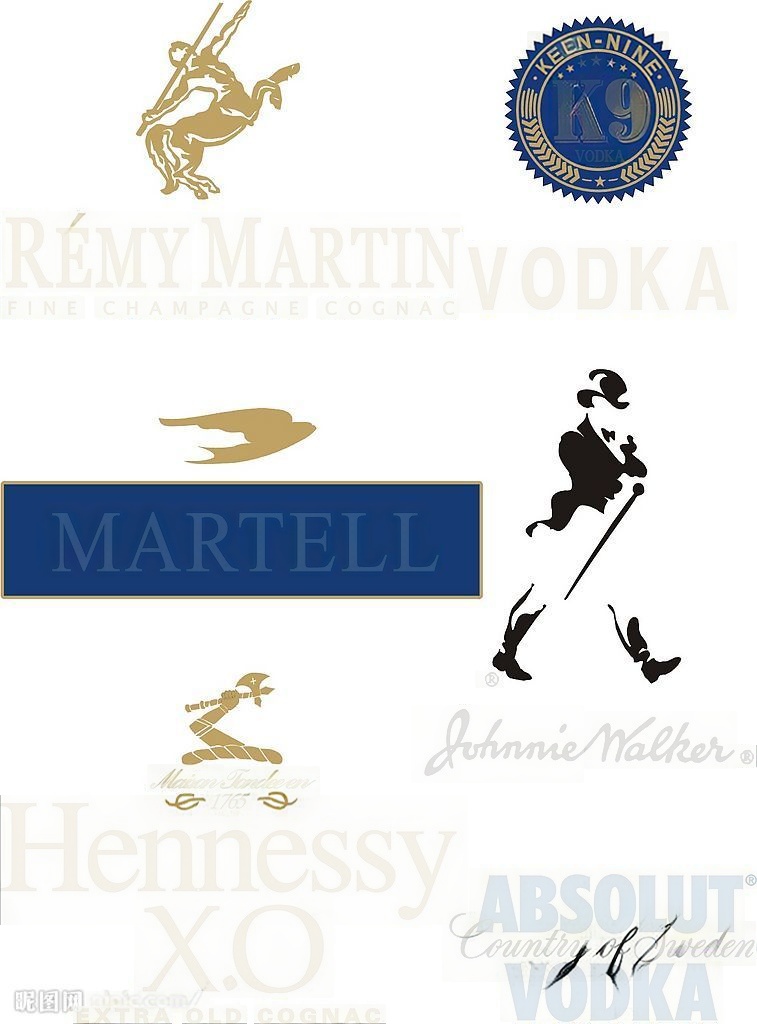 RÉMY MARTIN
FINE CHAMPAGNE COGNAC
KEEN-NINE
K9
VODKA
VODKA
MARTELL
®
Johnnie Walker ®
1765
Hennessy
X.O
EXTRA OLD COGNAC
ABSOLUT®
Country of Sweden
VODKA
昵图网